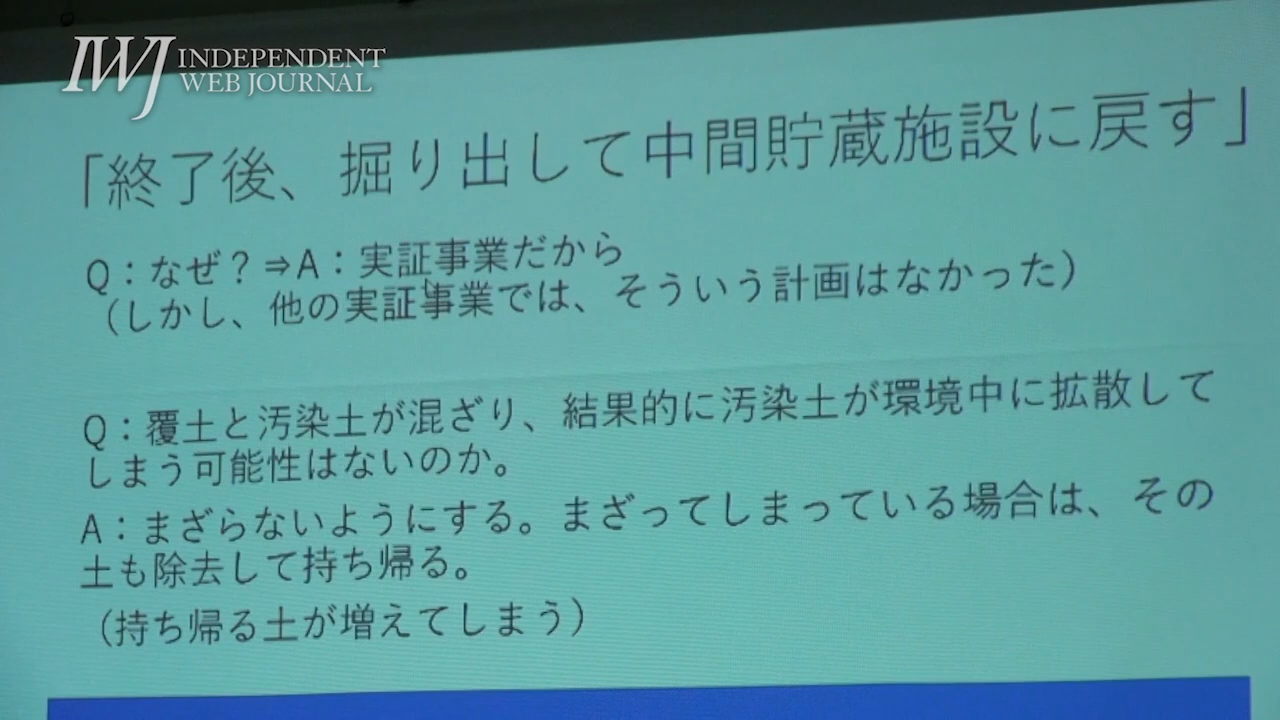 IWJ INDEPENDENT
WEB JOURNAL
「終了後、掘り出して中間貯蔵施設に戻す」
Q：なぜ？⇒A：実証事業だから
（しかし、他の実証事業では、そういう計画はなかった）
Q：覆土と汚染土が混ざり、結果的に汚染土が環境中に拡散して
しまう可能性はないのか。
A：まざらないようにする。まざってしまっている場合は、その
土も除去して持ち帰る。
（持ち帰る土が増えてしまう）